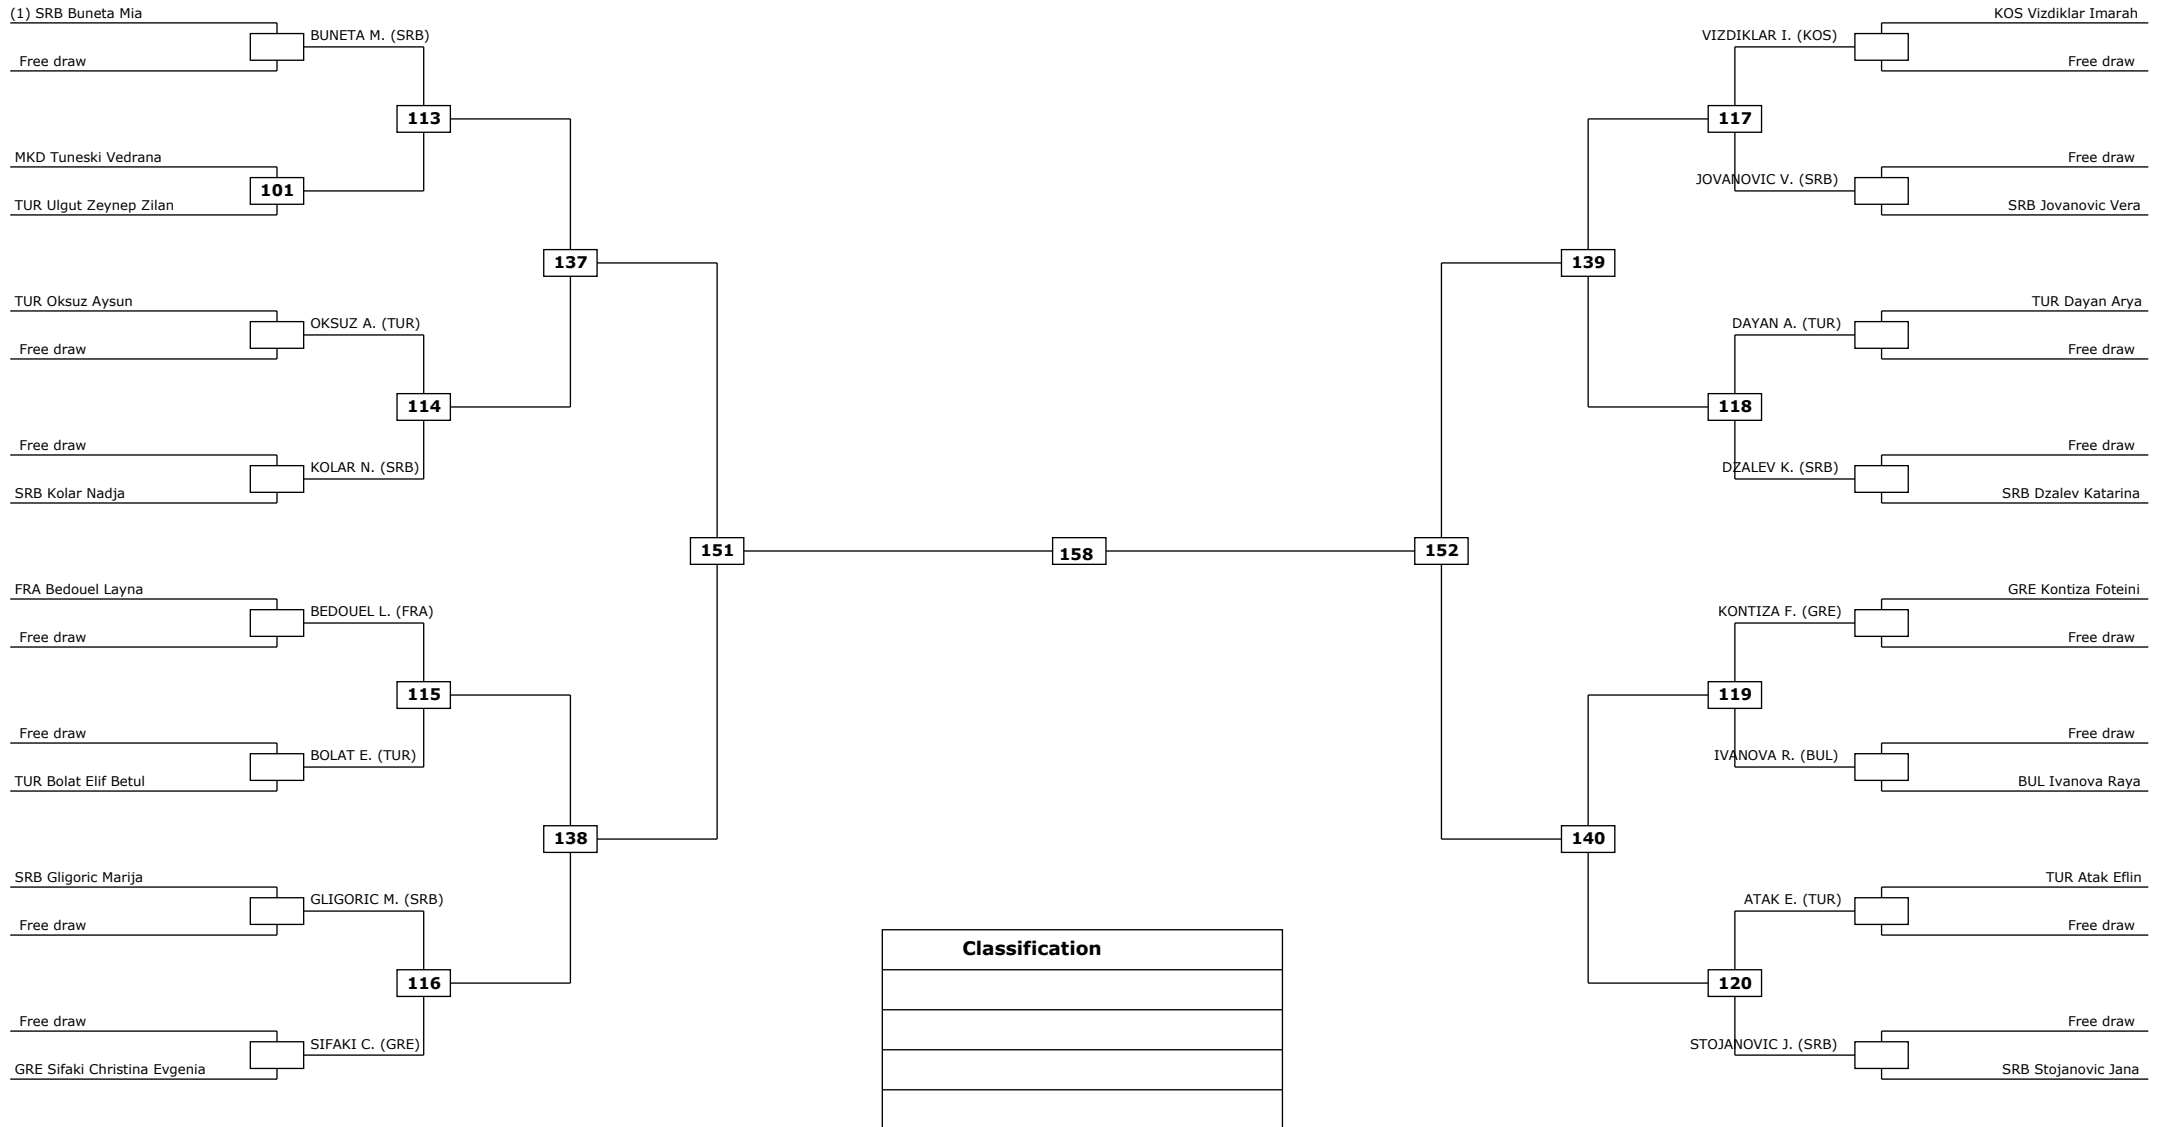 (1) SRB Buneta Mia
BUNETA M. (SRB)
Free draw
113
MKD Tuneski Vedrana
101
TUR Ulgut Zeynep Zilan
137
TUR Oksuz Aysun
OKSUZ A. (TUR)
Free draw
114
Free draw
KOLAR N. (SRB)
SRB Kolar Nadja
151
FRA Bedouel Layna
BEDOUEL L. (FRA)
Free draw
115
Free draw
BOLAT E. (TUR)
TUR Bolat Elif Betul
138
SRB Gligoric Marija
GLIGORIC M. (SRB)
Free draw
116
Free draw
SIFAKI C. (GRE)
GRE Sifaki Christina Evgenia
158
Classification
KOS Vizdiklar Imarah
VIZDIKLAR I. (KOS)
Free draw
117
Free draw
JOVANOVIC V. (SRB)
SRB Jovanovic Vera
139
TUR Dayan Arya
DAYAN A. (TUR)
Free draw
118
Free draw
DZALEV K. (SRB)
SRB Dzalev Katarina
152
GRE Kontiza Foteini
KONTIZA F. (GRE)
Free draw
119
Free draw
IVANOVA R. (BUL)
BUL Ivanova Raya
140
TUR Atak Eflin
ATAK E. (TUR)
Free draw
120
Free draw
STOJANOVIC J. (SRB)
SRB Stojanovic Jana